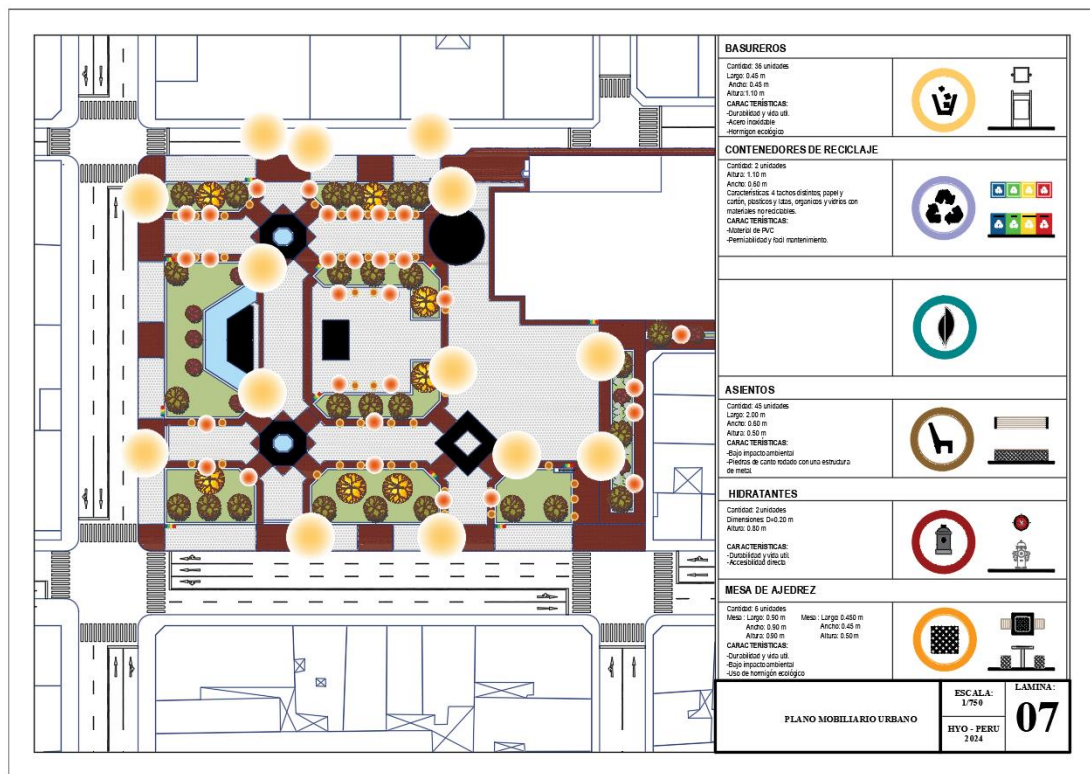 BASUREROS
Cantidad: 36 unidades
Largo: 0.45 m
Ancho: 0.45 m
Altura:1.10 m
CARACTERÍSTICAS:
-Durabilidad y vida util.
-Acero inoxidable
-Hormigon ecológico
CONTENEDORES DE RECICLAJE
Cantidad: 2 unidades
Altura: 1.10 m
Ancho: 0.60 m
Caracteristicas: 4 tachos distintos; papel y
cartón, plasticos y latas, organicos y vidrios con
materiales no reciclables.
CARACTERÍSTICAS:
-Material de PVC
-Permiabilidad y facil mantenimiento.
ASIENTOS
Cantidad: 45 unidades
Largo: 2.00 m
Ancho: 0.60 m
Altura: 0.50 m
CARACTERÍSTICAS:
-Bajo impacto ambiental
-Piedras de canto rodado con una estructura
de metal.
HIDRATANTES
Cantidad: 2unidades
Dimensiones: D=0.20 m
Altura: 0.80 m
CARACTERÍSTICAS:
-Durabilidad y vida util.
-Accesibilidad directa
MESA DE AJEDREZ
Cantidad: 6 unidades
Mesa : Largo: 0.90 m Mesa : Largo: 0.450 m
Ancho: 0.90 m Ancho: 0.45 m
Altura: 0.90 m Altura: 0.50 m
CARACTERÍSTICAS:
-Durabilidad y vida util.
-Bajo impacto ambiental
-Uso de hormigón ecológico
PLANO MOBILIARIO URBANO
ESCALA:
1/750
HYO - PERU
2024
LAMINA:
07